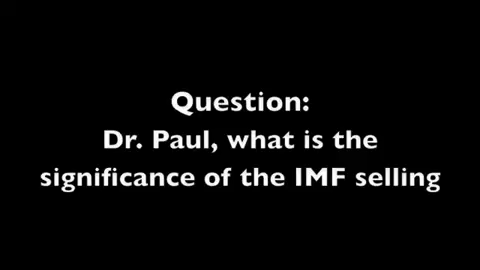 Question:
Dr. Paul, what is the
significance of the IMF selling